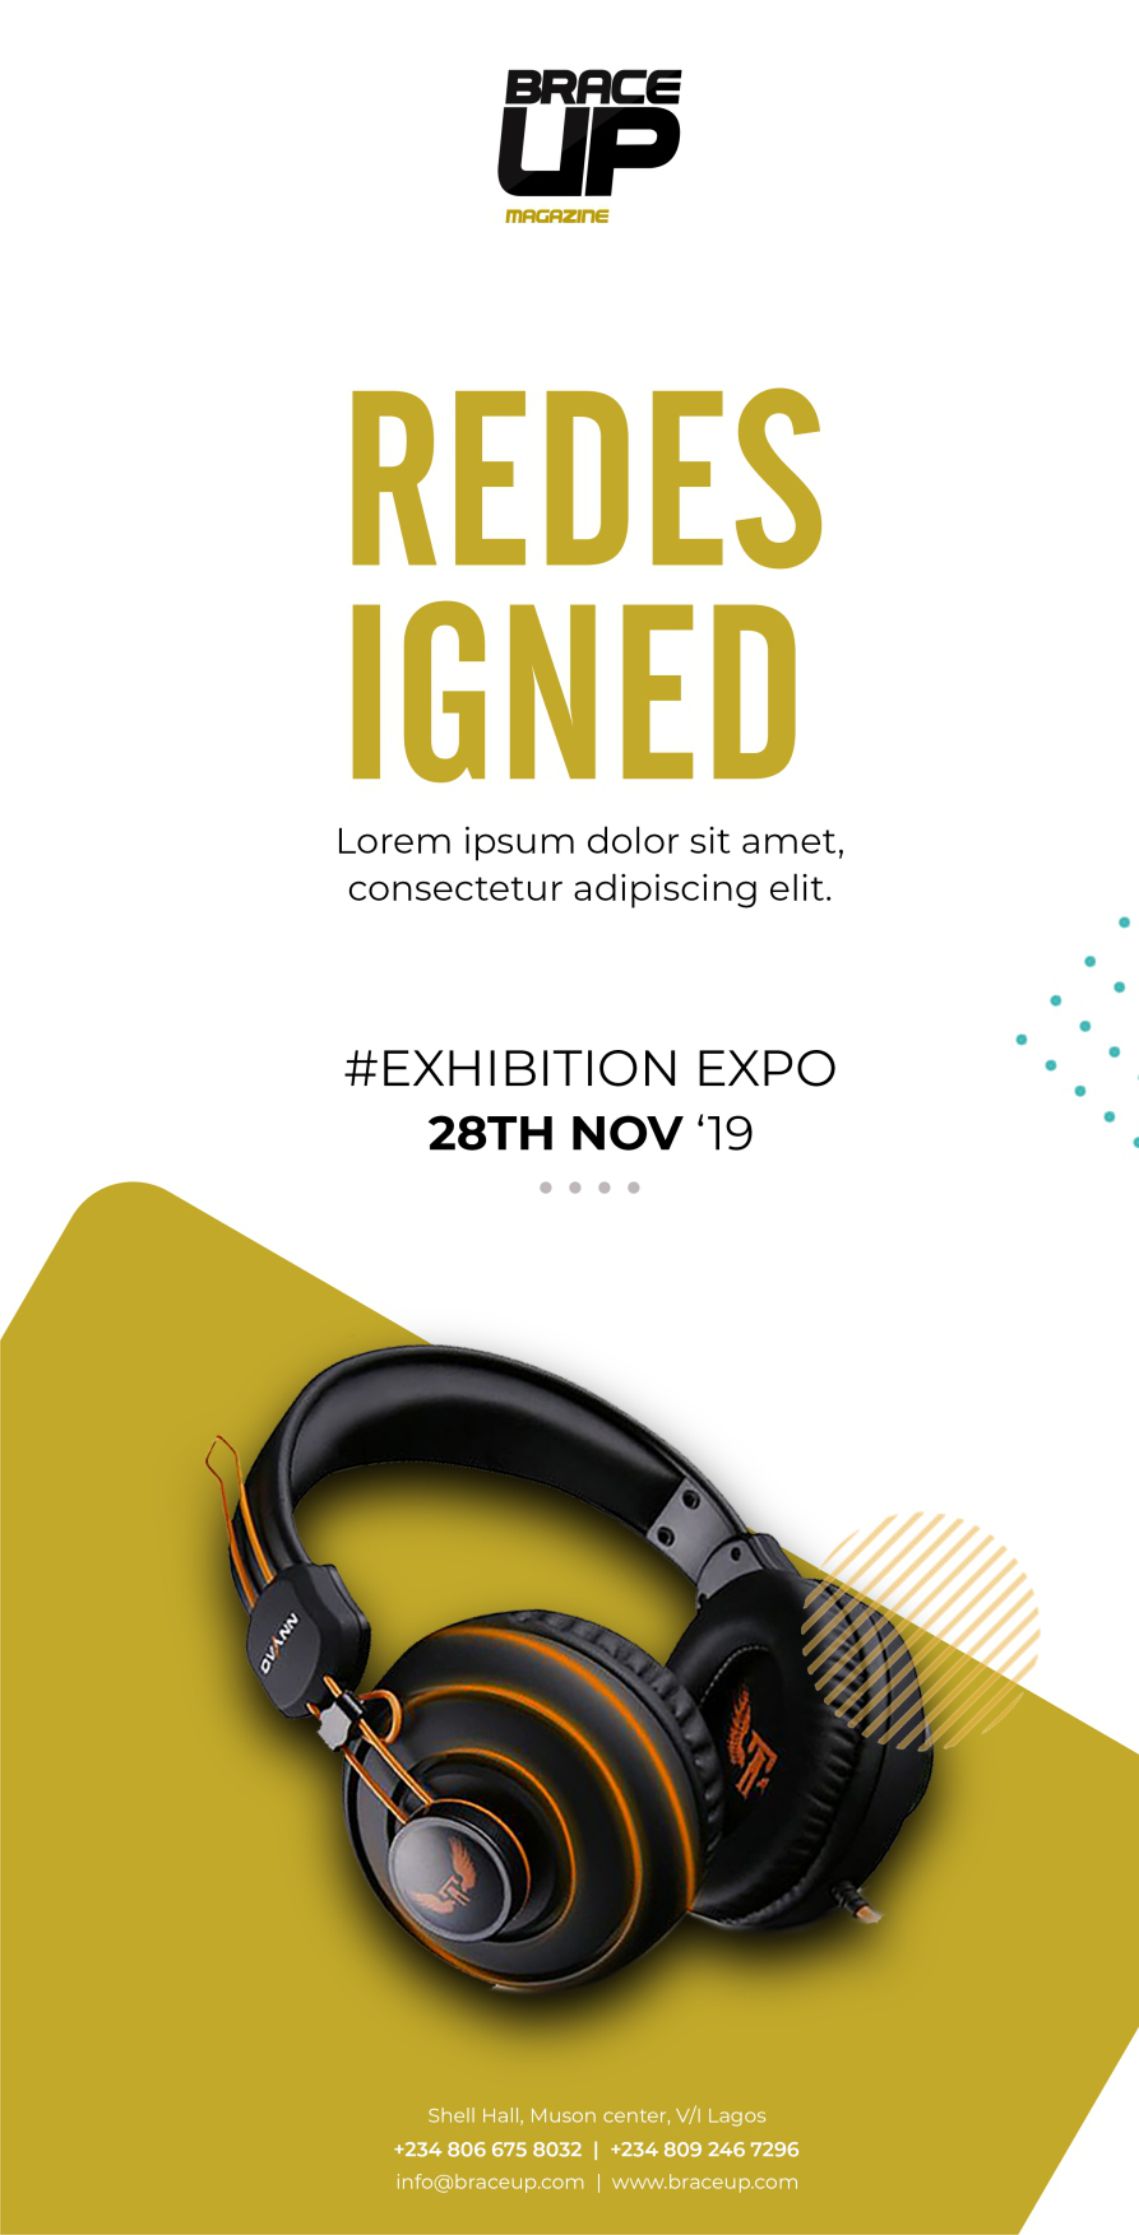 BRACE
UP
MAGAZINE
REDES
IGNED
Lorem ipsum dolor sit amet,
consectetur adipiscing elit.
#EXHIBITION EXPO
28TH NOV ‘19
OVANN
Shell Hall, Muson center, V/I Lagos
+234 806 675 8032 | +234 809 246 7296
info@braceup.com | www.braceup.com